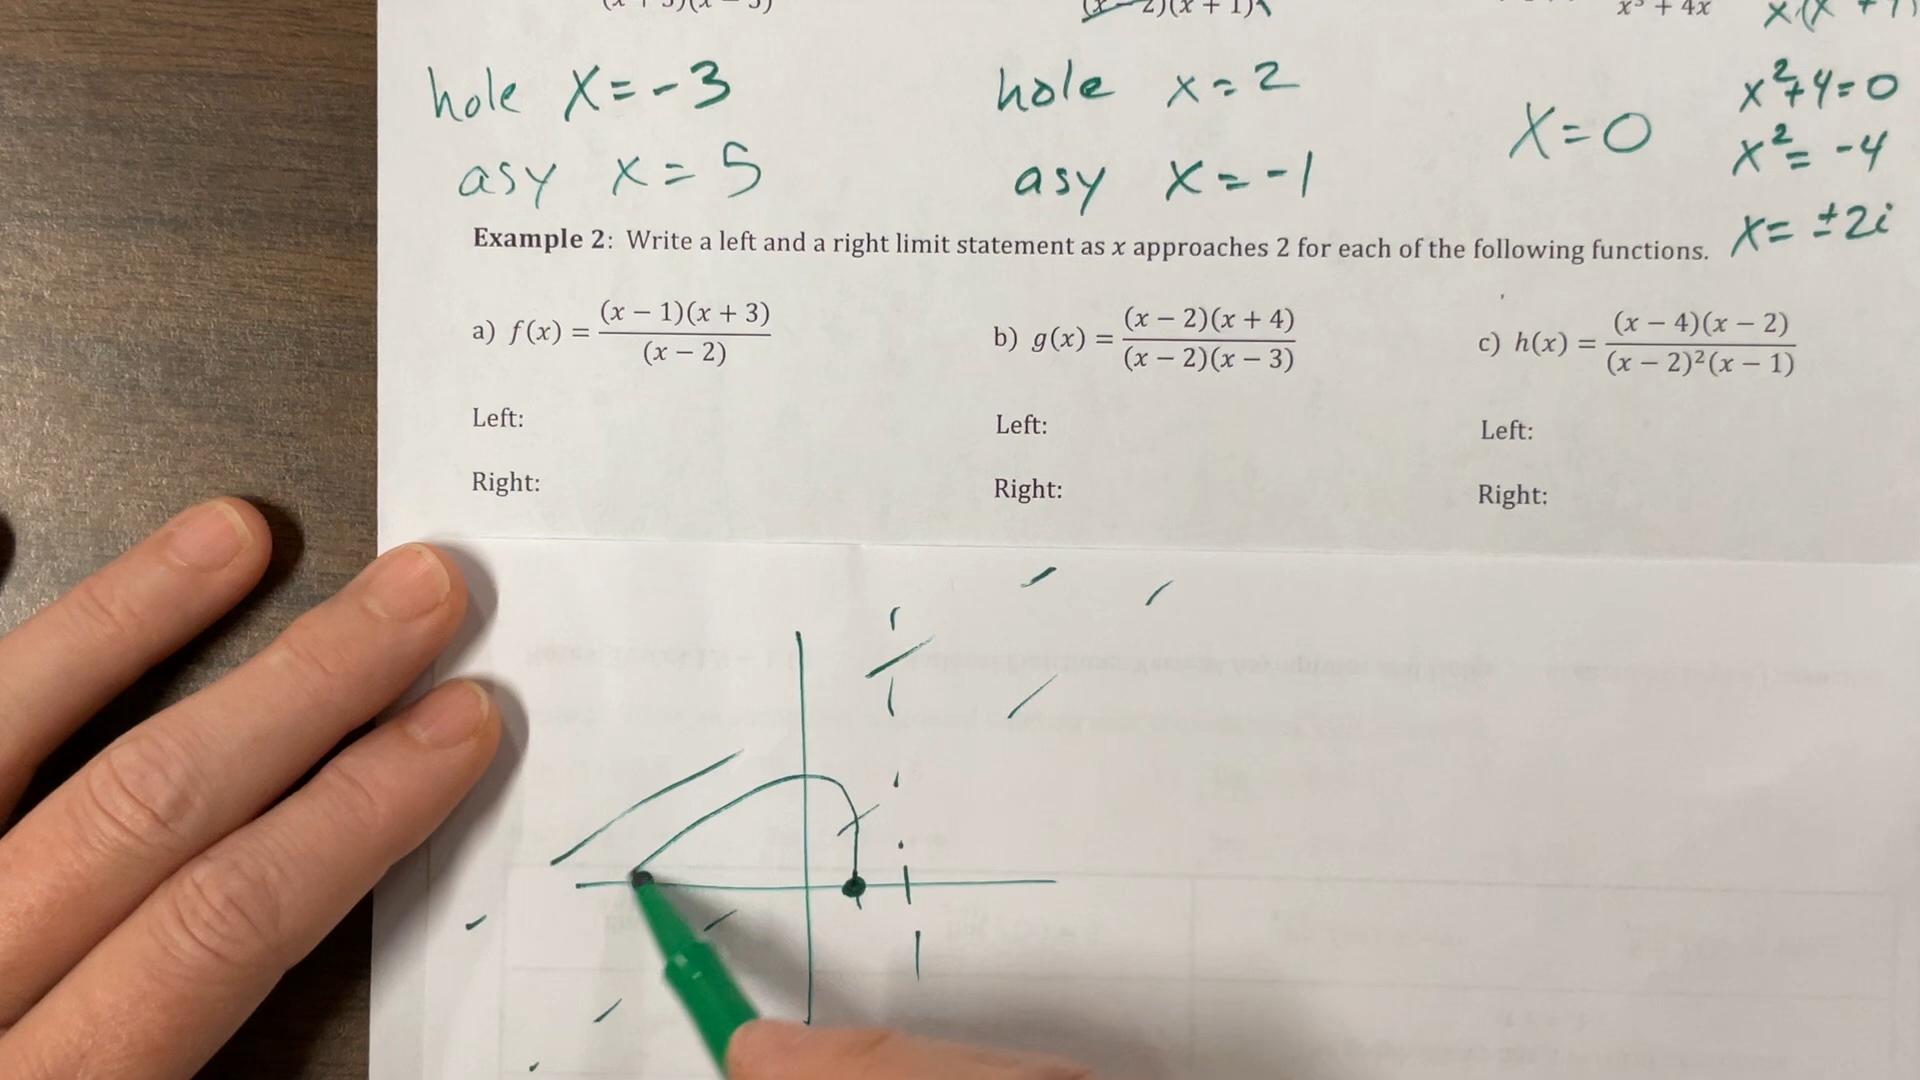 x³ + 4x
hole x = -3
asy x = 5
hole x = 2
asy x = -1
x = 0
x² + 4 = 0
x² = -4
x = ±2i
Example 2: Write a left and a right limit statement as x approaches 2 for each of the following functions.
a) f(x) = (x − 1)(x + 3) / (x − 2)
Left:
Right:
b) g(x) = (x − 2)(x + 4) / (x − 2)(x − 3)
Left:
Right:
c) h(x) = (x − 4)(x − 2) / (x − 2)²(x − 1)
Left:
Right: